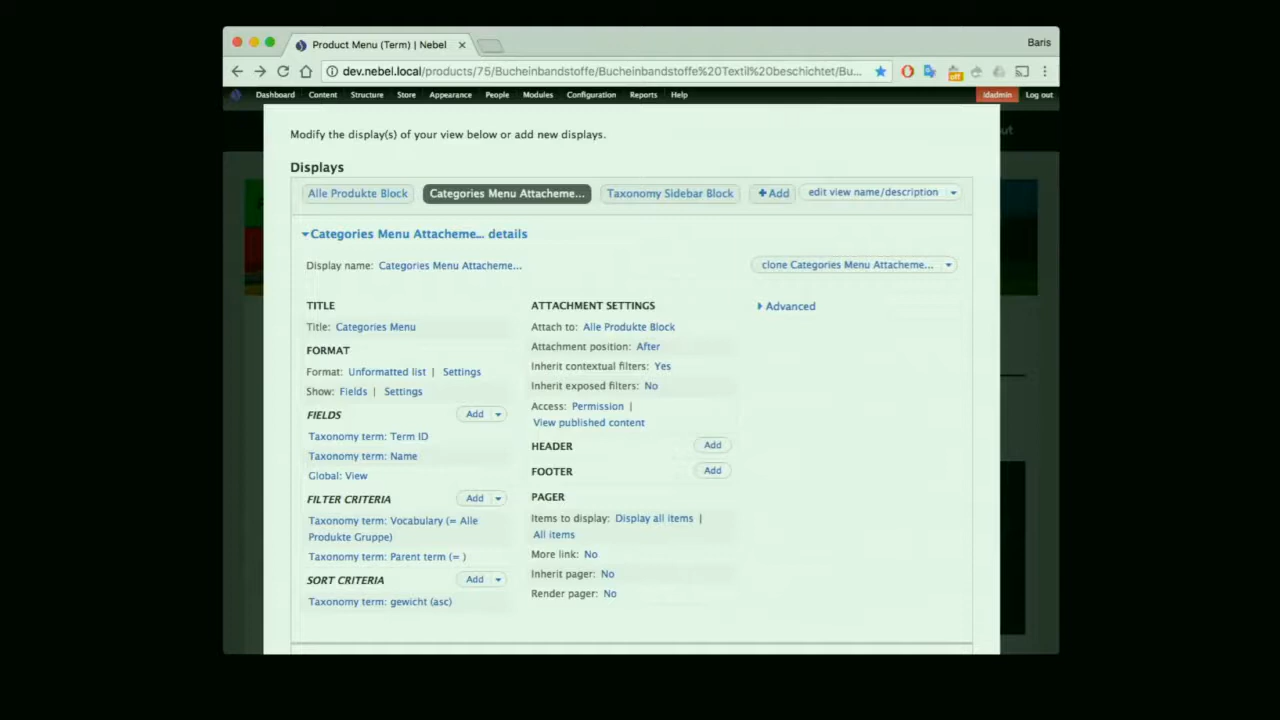 Product Menu (Term) | Nebel
Baris
dev.nebel.local/products/75/Bucheinbandstoffe/Bucheinbandstoffe%20Textil%20beschichtet/Bu...
off
Dashboard Content Structure Store Appearance People Modules Configuration Reports Help idadmin Log out
ut
Modify the display(s) of your view below or add new displays.
Displays
Alle Produkte Block Categories Menu Attacheme... Taxonomy Sidebar Block Add edit view name/description
Categories Menu Attacheme... details
Display name: Categories Menu Attacheme... clone Categories Menu Attacheme...
TITLE
Title: Categories Menu
FORMAT
Format: Unformatted list | Settings
Show: Fields | Settings
FIELDS Add
Taxonomy term: Term ID
Taxonomy term: Name
Global: View
FILTER CRITERIA Add
Taxonomy term: Vocabulary (= Alle
Produkte Gruppe)
Taxonomy term: Parent term (= )
SORT CRITERIA Add
Taxonomy term: gewicht (asc)
ATTACHMENT SETTINGS
Attach to: Alle Produkte Block
Attachment position: After
Inherit contextual filters: Yes
Inherit exposed filters: No
Access: Permission |
View published content
HEADER Add
FOOTER Add
PAGER
Items to display: Display all items |
All items
More link: No
Inherit pager: No
Render pager: No
Advanced